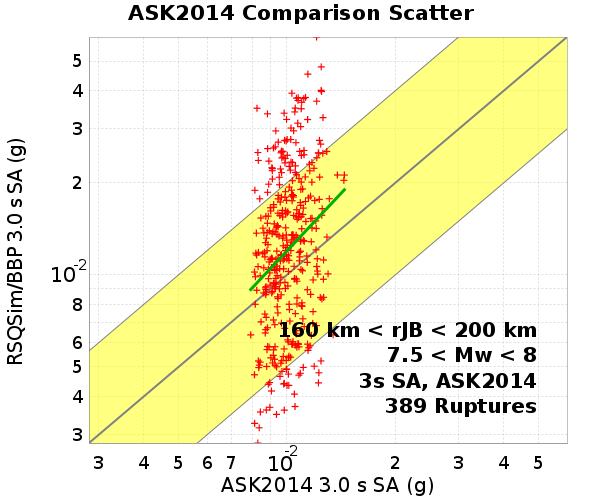 ASK2014 Comparison Scatter
RSQSim/BBP 3.0 s SA (g)
5
4
3
2
10-2
8
6
5
4
3
160 km < rJB < 200 km
7.5 < Mw < 8
3s SA, ASK2014
389 Ruptures
3 4 5 6 7 10-2 2 3 4 5
ASK2014 3.0 s SA (g)